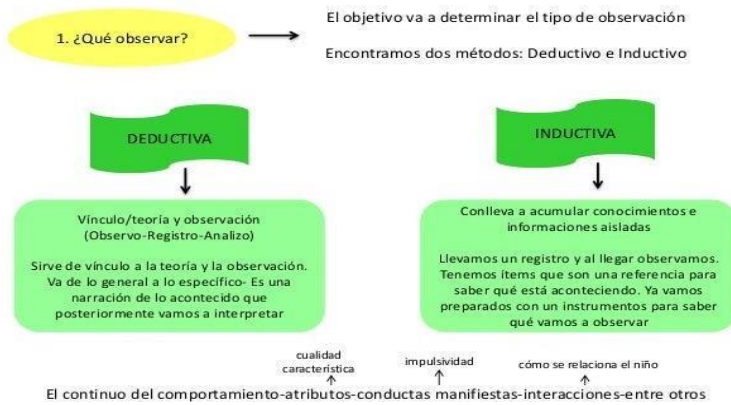 1. ¿Qué observar?
El objetivo va a determinar el tipo de observación
Encontramos dos métodos: Deductivo e Inductivo
DEDUCTIVA
Vínculo/teoría y observación
(Observo-Registro-Analizo)
Sirve de vínculo a la teoría y la observación.
Va de lo general a lo específico- Es una
narración de lo acontecido que
posteriormente vamos a interpretar
INDUCTIVA
Conlleva a acumular conocimientos e
informaciones aisladas
Llevamos un registro y al llegar observamos.
Tenemos ítems que son una referencia para
saber qué está aconteciendo. Ya vamos
preparados con un instrumentos para saber
qué vamos a observar
cualidad
característica
impulsividad
cómo se relaciona el niño
El continuo del comportamiento-atributos-conductas manifiestas-interacciones-entre otros